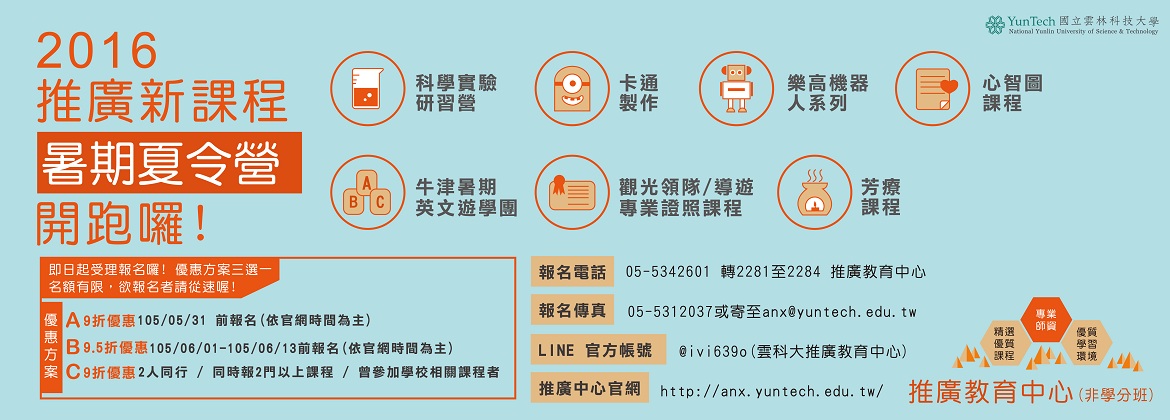 YunTech 國立雲林科技大學
National Yunlin University of Science & Technology
2016
推廣新課程
暑期夏令營
開跑囉!
科學實驗
研習營
卡通
製作
樂高機器
人系列
心智圖
課程
A
B C
牛津暑期
英文遊學團
觀光領隊/導遊
專業證照課程
芳療
課程
即日起受理報名囉! 優惠方案三選一
名額有限,欲報名者請從速喔!
優惠方案
A 9折優惠 105/05/31 前報名(依官網時間為主)
B 9.5折優惠 105/06/01-105/06/13前報名(依官網時間為主)
C 9折優惠 2人同行 / 同時報2門以上課程 / 曾參加學校相關課程者
報名電話 05-5342601 轉2281至2284 推廣教育中心
報名傳真 05-5312037或寄至anx@yuntech.edu.tw
LINE 官方帳號 @ivi639o(雲科大推廣教育中心)
推廣中心官網 http://anx.yuntech.edu.tw/
專業
師資
精選
優質
課程
優質
學習
環境
推廣教育中心(非學分班)